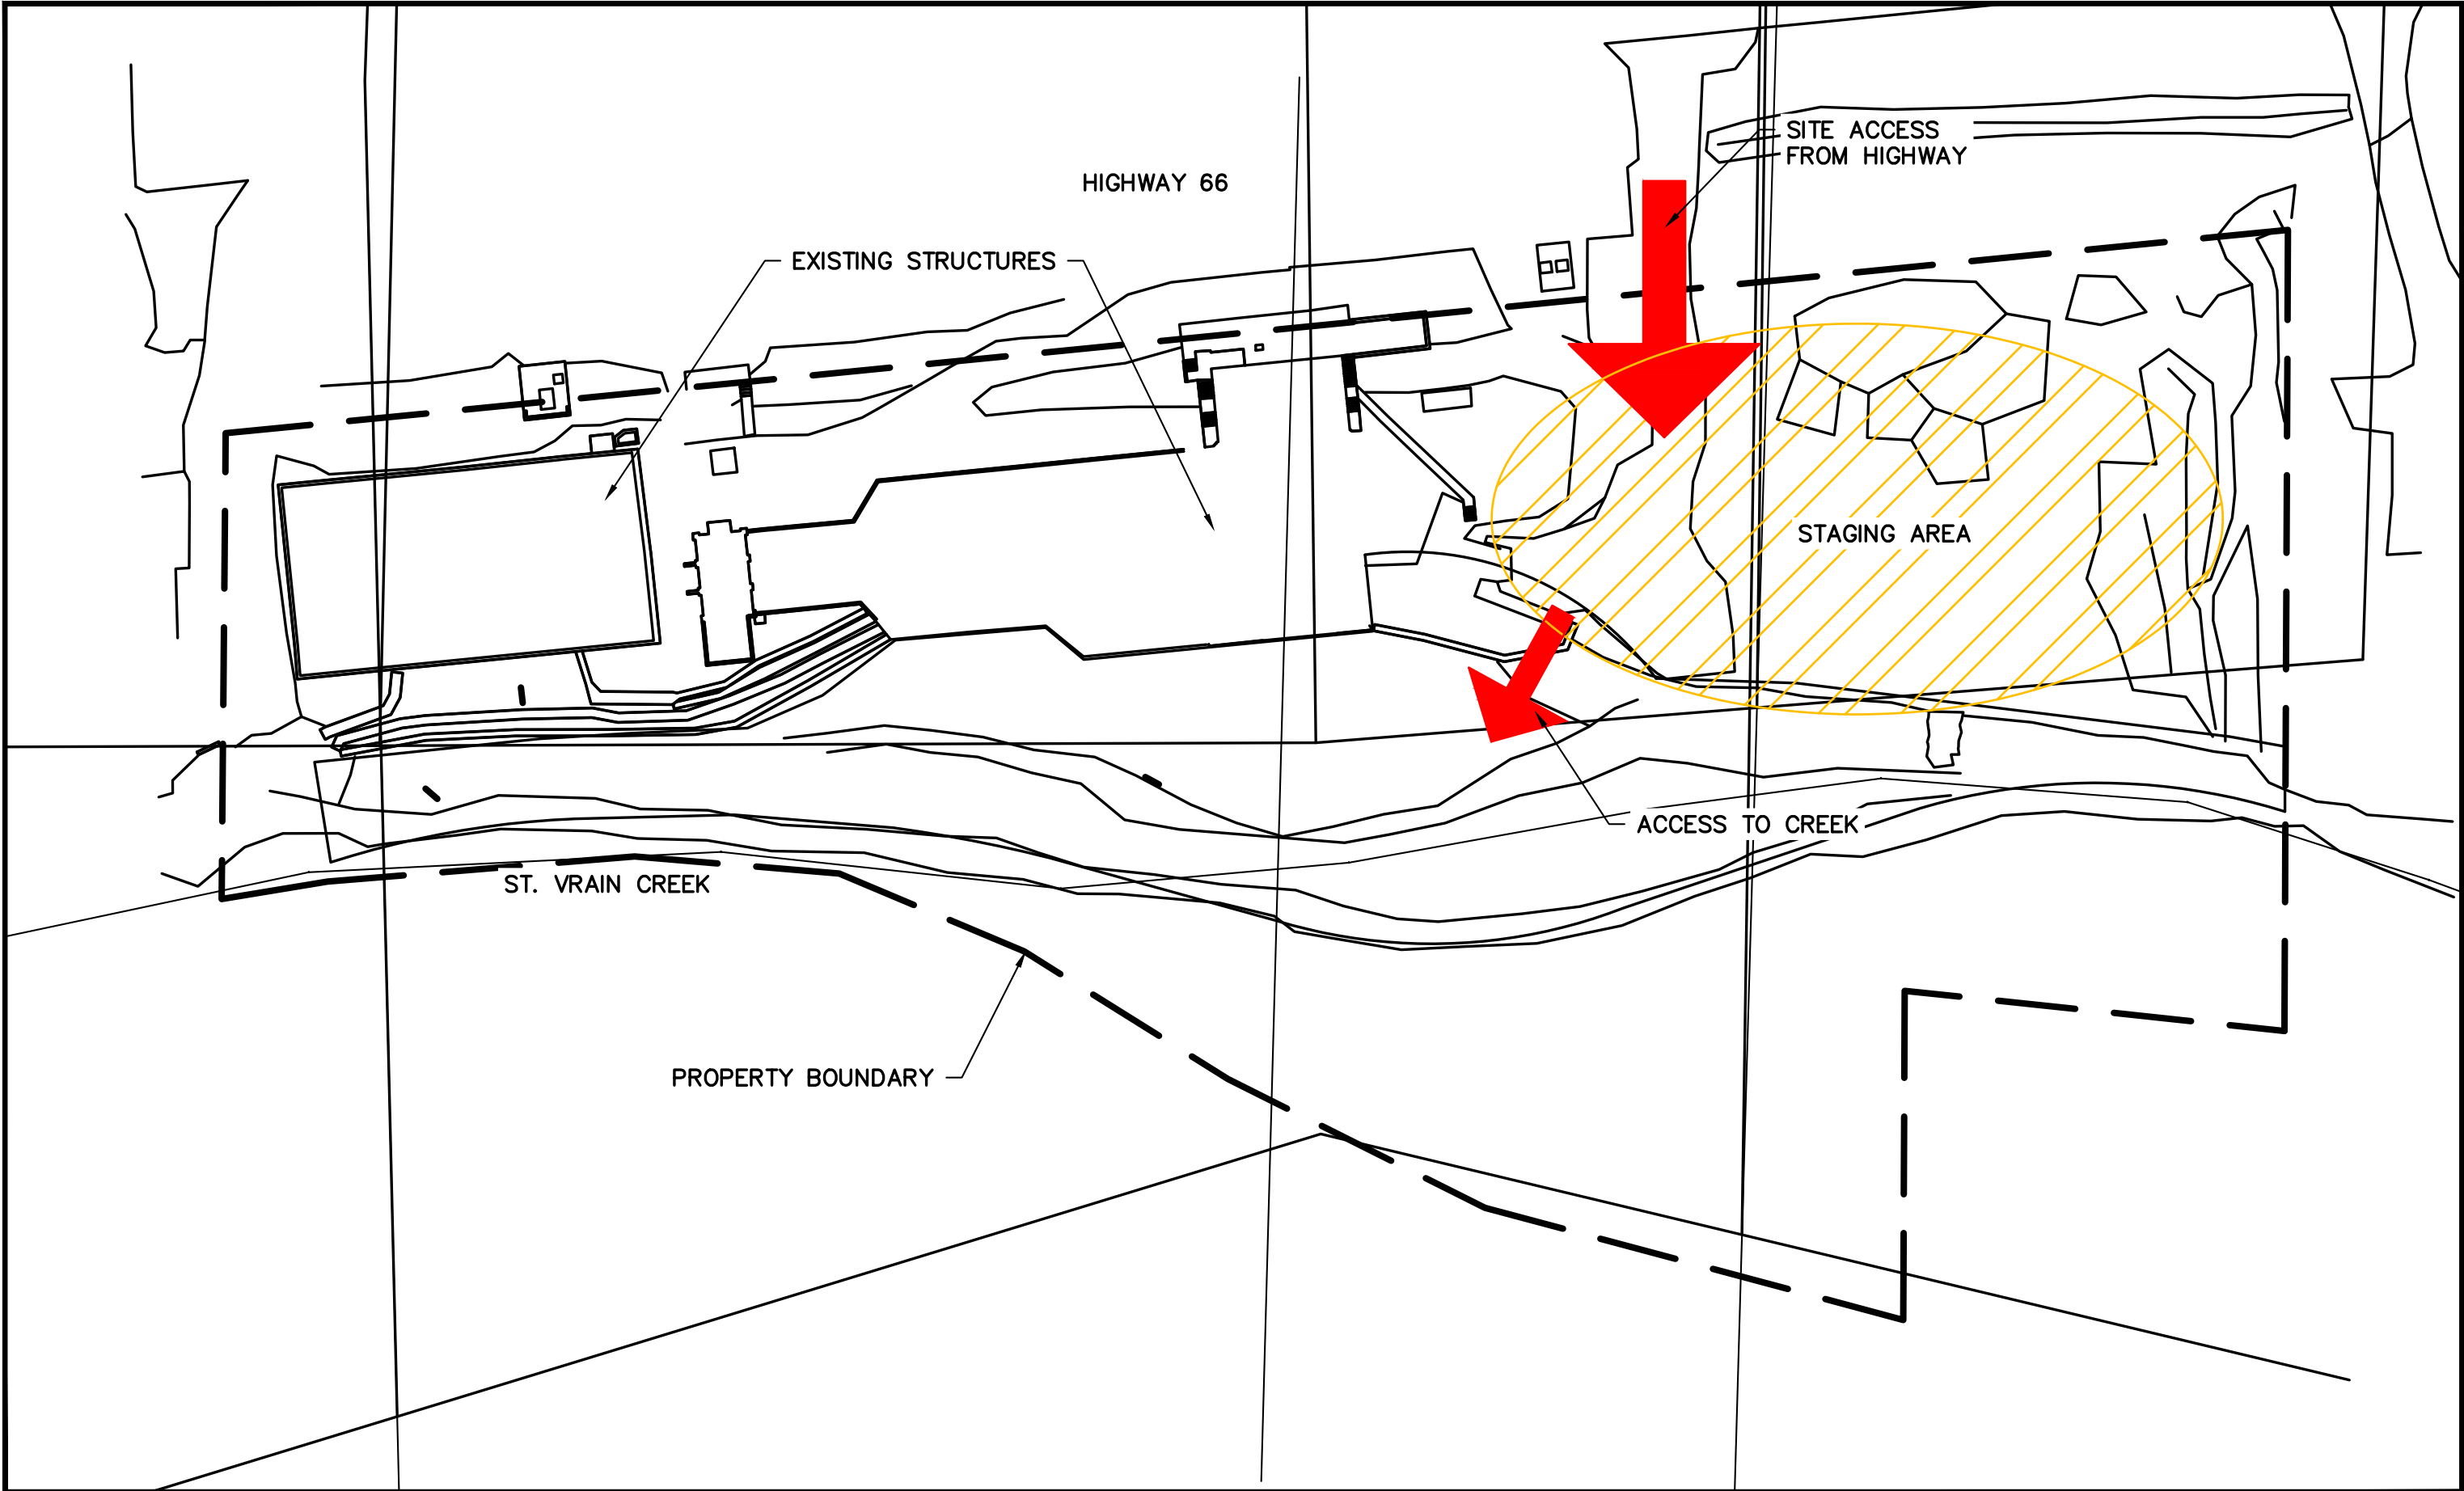 SITE ACCESS
FROM HIGHWAY
HIGHWAY 66
EXISTING STRUCTURES
STAGING AREA
ACCESS TO CREEK
ST. VRAIN CREEK
PROPERTY BOUNDARY